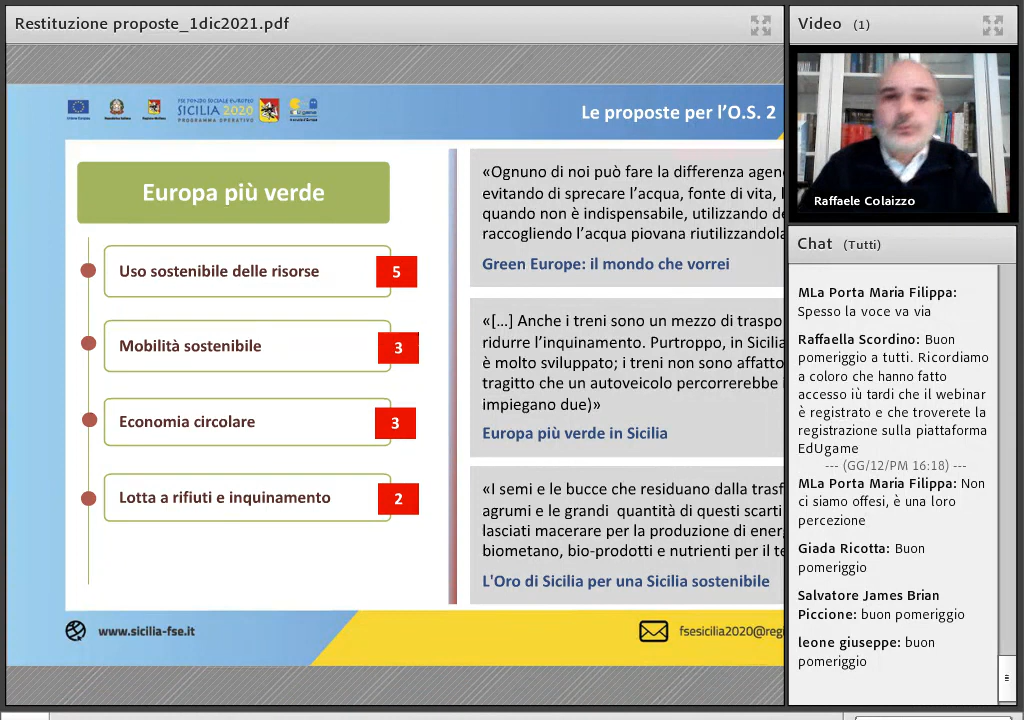 Restituzione proposte_1dic2021.pdf
SICILIA 2020
Le proposte per l'O.S. 2
Europa più verde
Uso sostenibile delle risorse
5
Mobilità sostenibile
3
Economia circolare
3
Lotta a rifiuti e inquinamento
2
«Ognuno di noi può fare la differenza agen
evitando di sprecare l'acqua, fonte di vita,
quando non è indispensabile, utilizzando de
raccogliendo l'acqua piovana riutilizzandola
Green Europe: il mondo che vorrei
«[...] Anche i treni sono un mezzo di traspo
ridurre l'inquinamento. Purtroppo, in Sicilia
è molto sviluppato; i treni non sono affatto
tragitto che un autoveicolo percorrerebbe
impiegano due)»
Europa più verde in Sicilia
«I semi e le bucce che residuano dalla trasf
agrumi e le grandi quantità di questi scarti
lasciati macerare per la produzione di ener
biometano, bio-prodotti e nutrienti per il te
L'Oro di Sicilia per una Sicilia sostenibile
www.sicilia-fse.it
fsesicilia2020@regi
Video (1)
Raffaele Colaizzo
Chat (Tutti)
MLa Porta Maria Filippa:
Spesso la voce va via
Raffaella Scordino: Buon
pomeriggio a tutti. Ricordiamo
a coloro che hanno fatto
accesso iù tardi che il webinar
è registrato e che troverete la
registrazione sulla piattaforma
EdUgame
--- (GG/12/PM 16:18) ---
MLa Porta Maria Filippa: Non
ci siamo offesi, è una loro
percezione
Giada Ricotta: Buon
pomeriggio
Salvatore James Brian
Piccione: buon pomeriggio
leone giuseppe: buon
pomeriggio